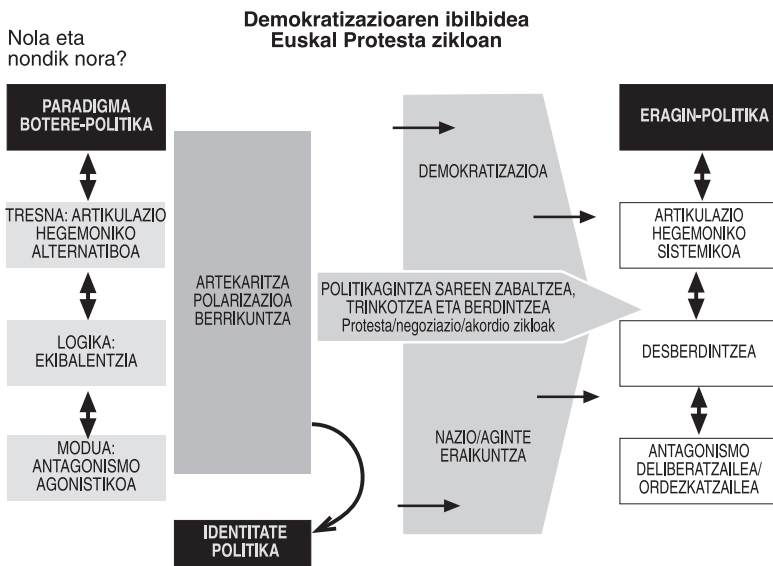 Demokratizazioaren ibilbidea
Euskal Protesta zikloan
Nola eta
nondik nora?
PARADIGMA
BOTERE-POLITIKA
TRESNA: ARTIKULAZIO
HEGEMONIKO
ALTERNATIBOA
LOGIKA:
EKIBALENTZIA
MODUA:
ANTAGONISMO
AGONISTIKOA
ARTEKARITZA
POLARIZAZIOA
BERRIKUNTZA
IDENTITATE
POLITIKA
DEMOKRATIZAZIOA
POLITIKAGINTZA SAREEN ZABALTZEA,
TRINKOTZEA ETA BERDINTZEA
Protesta/negoziazio/akordio zikloak
NAZIO/AGINTE
ERAIKUNTZA
ERAGIN-POLITIKA
ARTIKULAZIO
HEGEMONIKO
SISTEMIKOA
DESBERDINTZEA
ANTAGONISMO
DELIBERATZAILEA/
ORDEZKATZAILEA